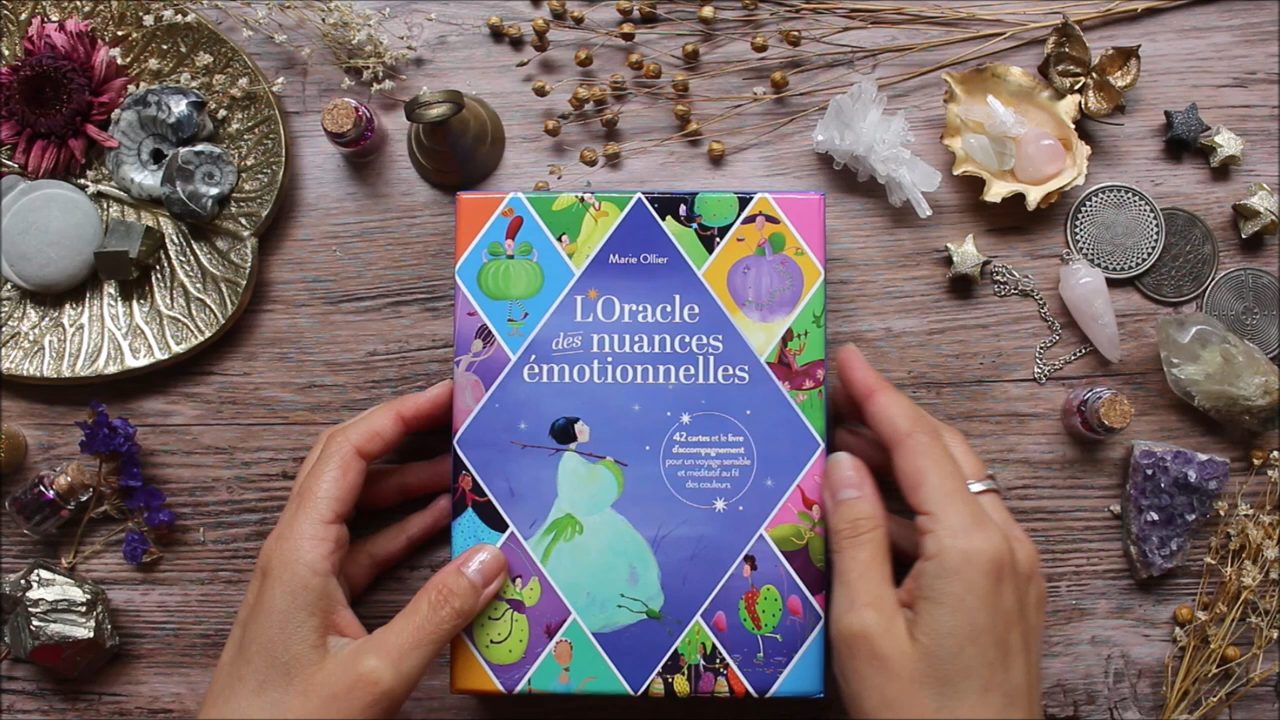 Marie Ollier
L'Oracle
des nuances
émotionnelles
42 cartes et le livre
d'accompagnement
pour un voyage sensible
et méditatif au fil
des couleurs